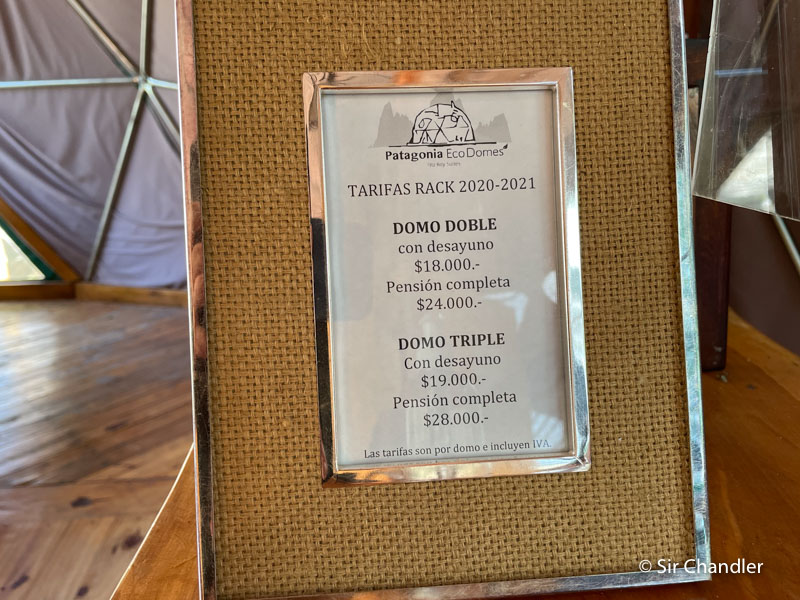 Patagonia EcoDomes
TARIFAS RACK 2020-2021
DOMO DOBLE
con desayuno
$18.000.-
Pensión completa
$24.000.-
DOMO TRIPLE
Con desayuno
$19.000.-
Pensión completa
$28.000.-
Las tarifas son por domo e incluyen IVA.
© Sir Chandler